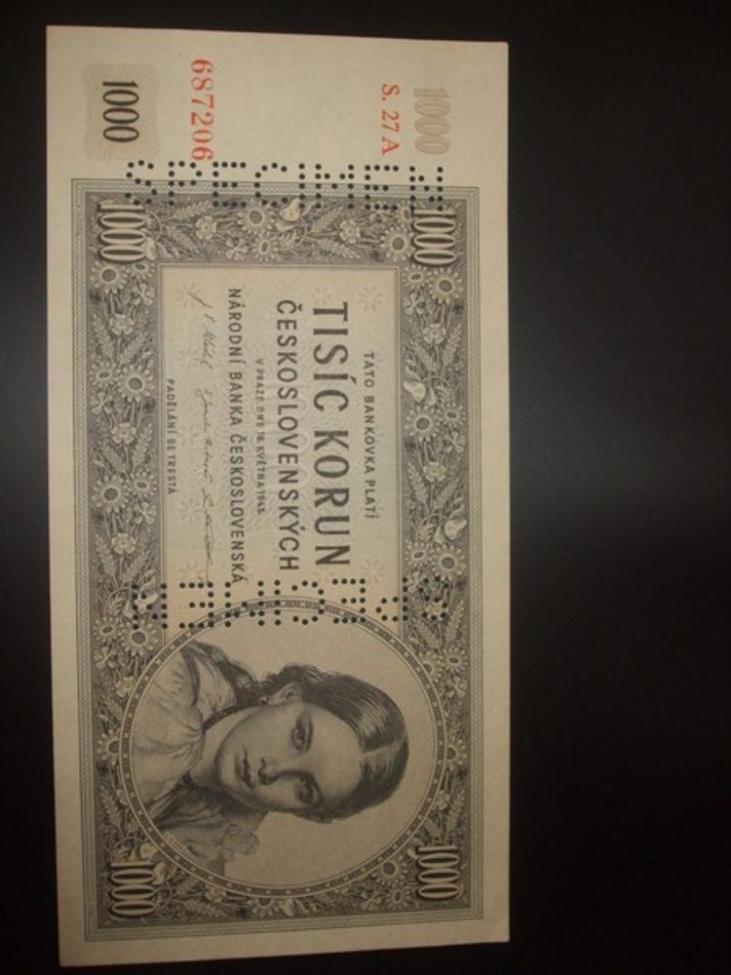 1000
S. 27 A
687206
1000
SPECIMEN
1000
1000
TATO BANKOVKA PLATÍ
TISÍC KORUN
ČESKOSLOVENSKÝCH
V PRAZE DNE 16. KVĚTNA 1945.
NÁRODNÍ BANKA ČESKOSLOVENSKÁ
PADĚLÁNÍ SE TRESTÁ
SPECIMEN
1000
1000